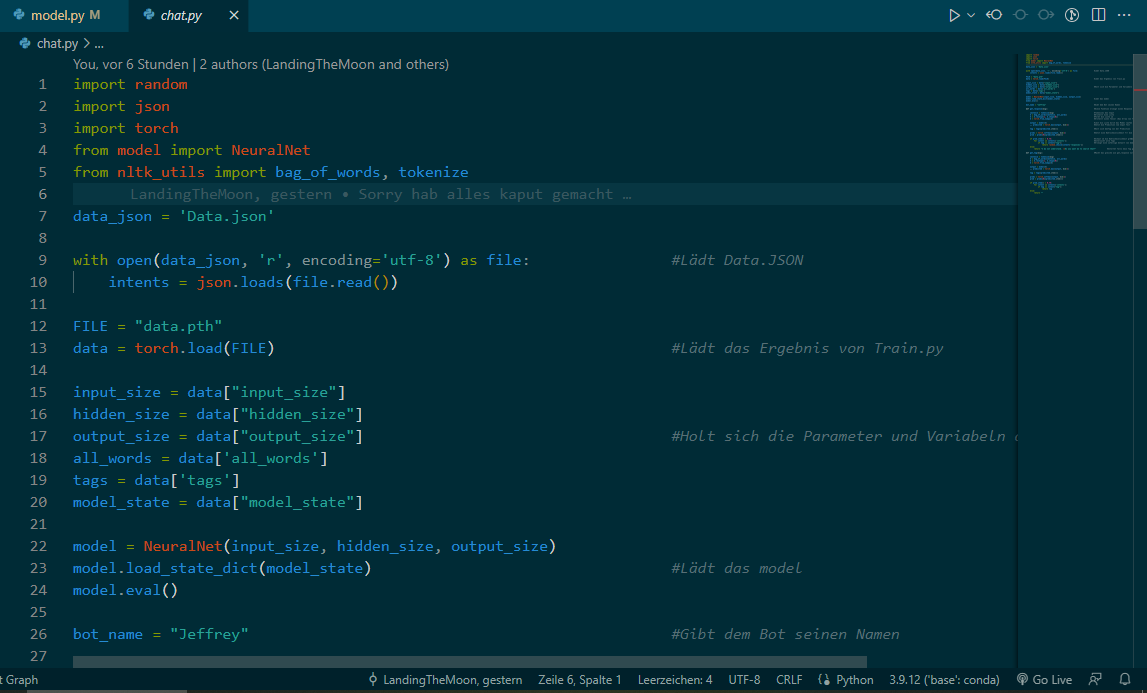 model.py M
chat.py
chat.py > ...
You, vor 6 Stunden | 2 authors (LandingTheMoon and others)
1 import random
2 import json
3 import torch
4 from model import NeuralNet
5 from nltk_utils import bag_of_words, tokenize
6 LandingTheMoon, gestern • Sorry hab alles kaput gemacht …
7 data_json = 'Data.json'
8
9 with open(data_json, 'r', encoding='utf-8') as file: #Lädt Data.JSON
10 intents = json.loads(file.read())
11
12 FILE = "data.pth"
13 data = torch.load(FILE) #Lädt das Ergebnis von Train.py
14
15 input_size = data["input_size"]
16 hidden_size = data["hidden_size"]
17 output_size = data["output_size"] #Holt sich die Parameter und Variabeln
18 all_words = data['all_words']
19 tags = data['tags']
20 model_state = data["model_state"]
21
22 model = NeuralNet(input_size, hidden_size, output_size)
23 model.load_state_dict(model_state) #Lädt das model
24 model.eval()
25
26 bot_name = "Jeffrey" #Gibt dem Bot seinen Namen
27
t Graph
LandingTheMoon, gestern Zeile 6, Spalte 1 Leerzeichen: 4 UTF-8 CRLF Python 3.9.12 ('base': conda) Go Live